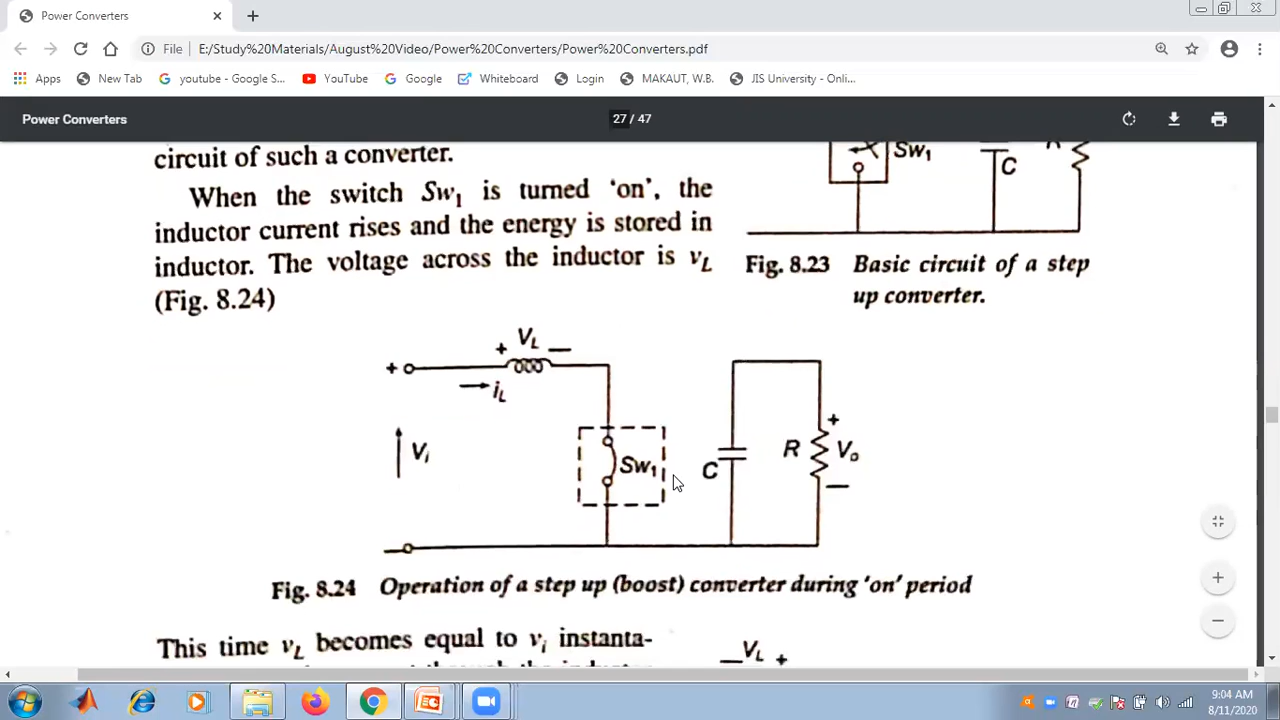 Power Converters
File E:/Study%20Materials/August%20Video/Power%20Converters/Power%20Converters.pdf
Apps New Tab youtube - Google S... YouTube Google Whiteboard Login MAKAUT, W.B. JIS University - Onli...
Power Converters 27 / 47
circuit of such a converter.
Sw1 C
When the switch Sw1 is turned ‘on’, the
inductor current rises and the energy is stored in
inductor. The voltage across the inductor is vL
(Fig. 8.24)
Fig. 8.23 Basic circuit of a step
up converter.
+ VL —
+ iL
Vi Sw1 C R + Vo —
—
Fig. 8.24 Operation of a step up (boost) converter during ‘on’ period
This time vL becomes equal to vi instanta-
— VL +
9:04 AM
8/11/2020